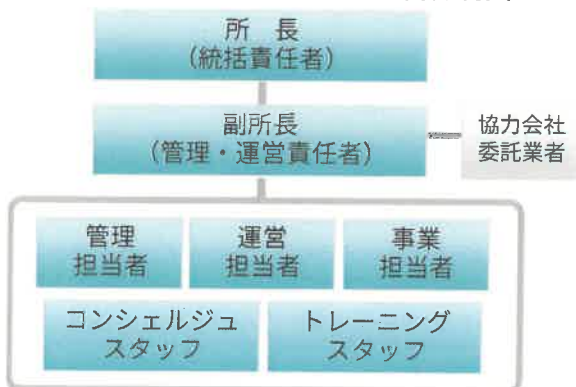 所 長
(統括責任者)
副所長
(管理・運営責任者)
協力会社
委託業者
管理
担当者
運営
担当者
事業
担当者
コンシェルジュ
スタッフ
トレーニング
スタッフ